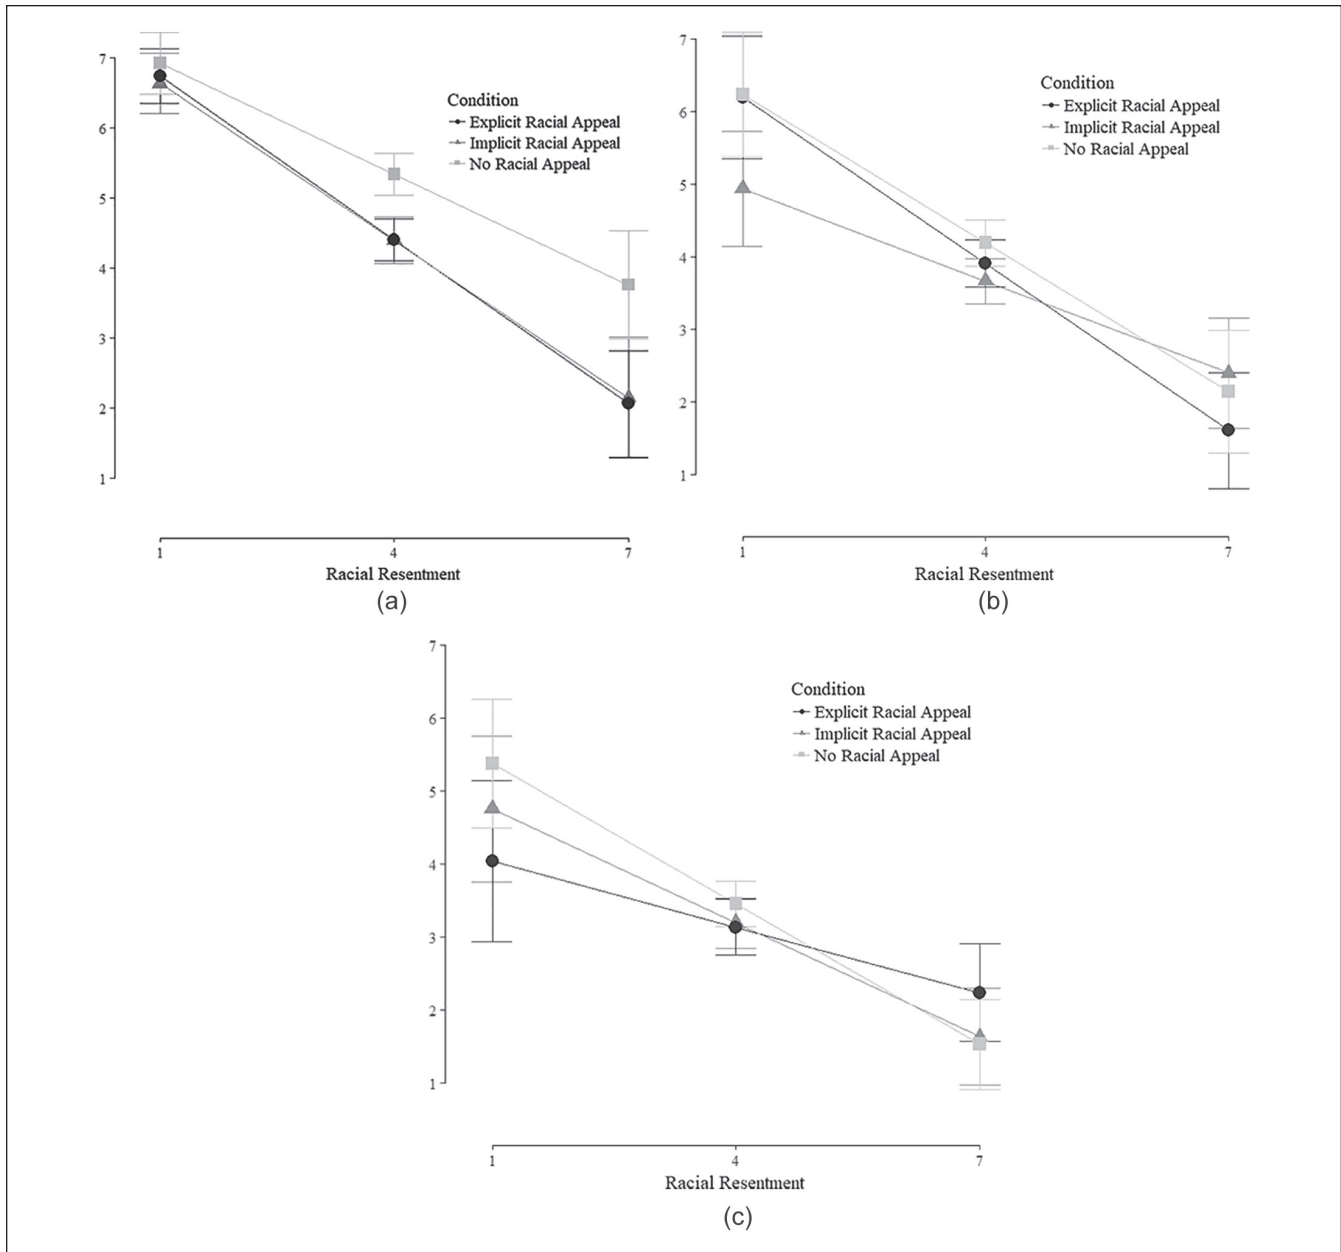 7
6
5
4
3
2
1
Condition
Explicit Racial Appeal
Implicit Racial Appeal
No Racial Appeal
1 4 7
Racial Resentment
(a)
7
6
5
4
3
2
1
Condition
Explicit Racial Appeal
Implicit Racial Appeal
No Racial Appeal
1 4 7
Racial Resentment
(b)
7
6
5
4
3
2
1
Condition
Explicit Racial Appeal
Implicit Racial Appeal
No Racial Appeal
1 4 7
Racial Resentment
(c)